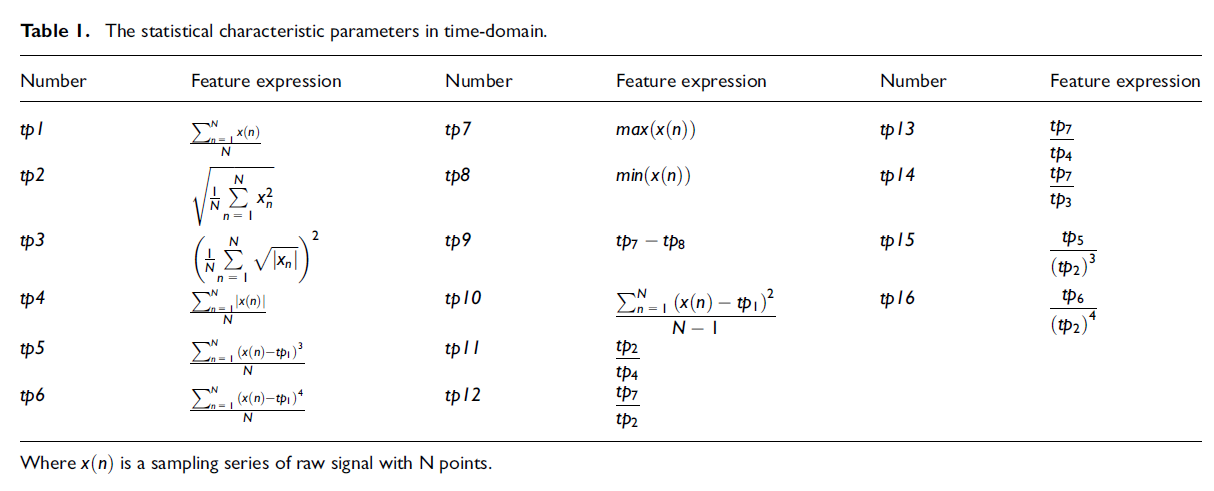 Table 1. The statistical characteristic parameters in time-domain.
Number Feature expression Number Feature expression Number Feature expression
tp1 $\frac{\sum_{n=1}^{N} x(n)}{N}$ tp7 $max(x(n))$ tp13 $\frac{tp_7}{tp_4}$
tp2 $\sqrt{\frac{1}{N}\sum_{n=1}^{N} x_n^2}$ tp8 $min(x(n))$ tp14 $\frac{tp_7}{tp_3}$
tp3 $\left(\frac{1}{N}\sum_{n=1}^{N} \sqrt{|x_n|}\right)^2$ tp9 $tp_7 - tp_8$ tp15 $\frac{tp_5}{(tp_2)^3}$
tp4 $\frac{\sum_{n=1}^{N} |x(n)|}{N}$ tp10 $\frac{\sum_{n=1}^{N} (x(n) - tp_1)^2}{N-1}$ tp16 $\frac{tp_6}{(tp_2)^4}$
tp5 $\frac{\sum_{n=1}^{N} (x(n)-tp_1)^3}{N}$ tp11 $\frac{tp_2}{tp_4}$
tp6 $\frac{\sum_{n=1}^{N} (x(n)-tp_1)^4}{N}$ tp12 $\frac{tp_7}{tp_2}$
Where x(n) is a sampling series of raw signal with N points.